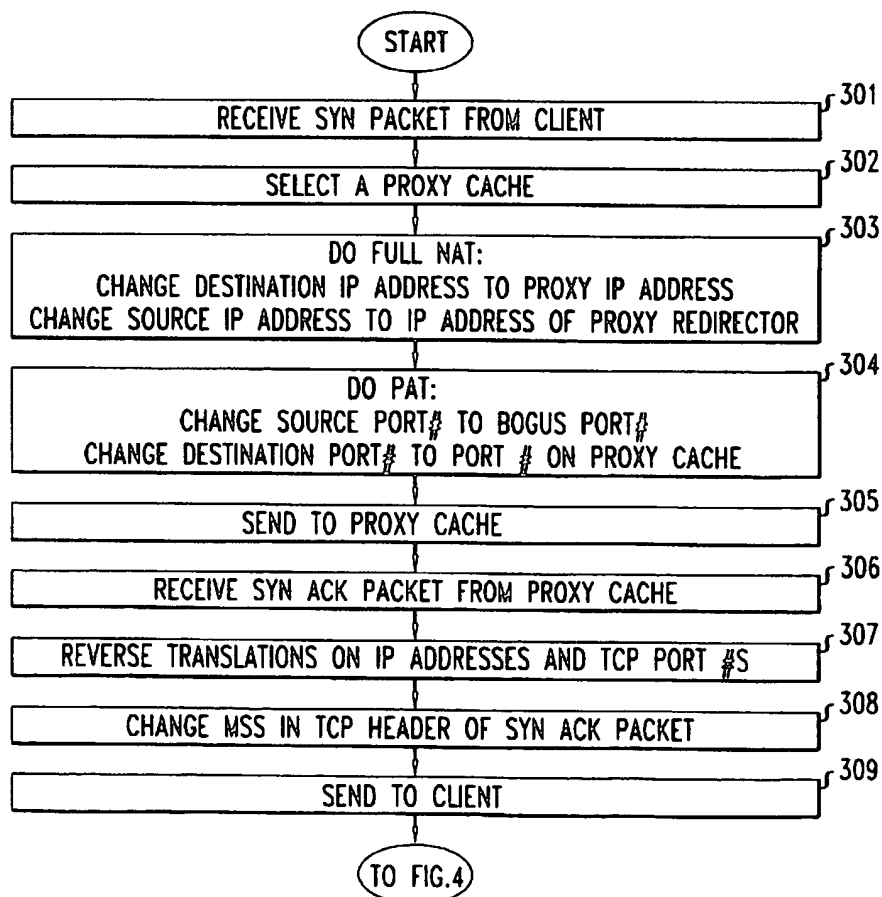 START
301
RECEIVE SYN PACKET FROM CLIENT
302
SELECT A PROXY CACHE
303
DO FULL NAT:
CHANGE DESTINATION IP ADDRESS TO PROXY IP ADDRESS
CHANGE SOURCE IP ADDRESS TO IP ADDRESS OF PROXY REDIRECTOR
304
DO PAT:
CHANGE SOURCE PORT# TO BOGUS PORT#
CHANGE DESTINATION PORT# TO PORT # ON PROXY CACHE
305
SEND TO PROXY CACHE
306
RECEIVE SYN ACK PACKET FROM PROXY CACHE
307
REVERSE TRANSLATIONS ON IP ADDRESSES AND TCP PORT #S
308
CHANGE MSS IN TCP HEADER OF SYN ACK PACKET
309
SEND TO CLIENT
TO FIG.4